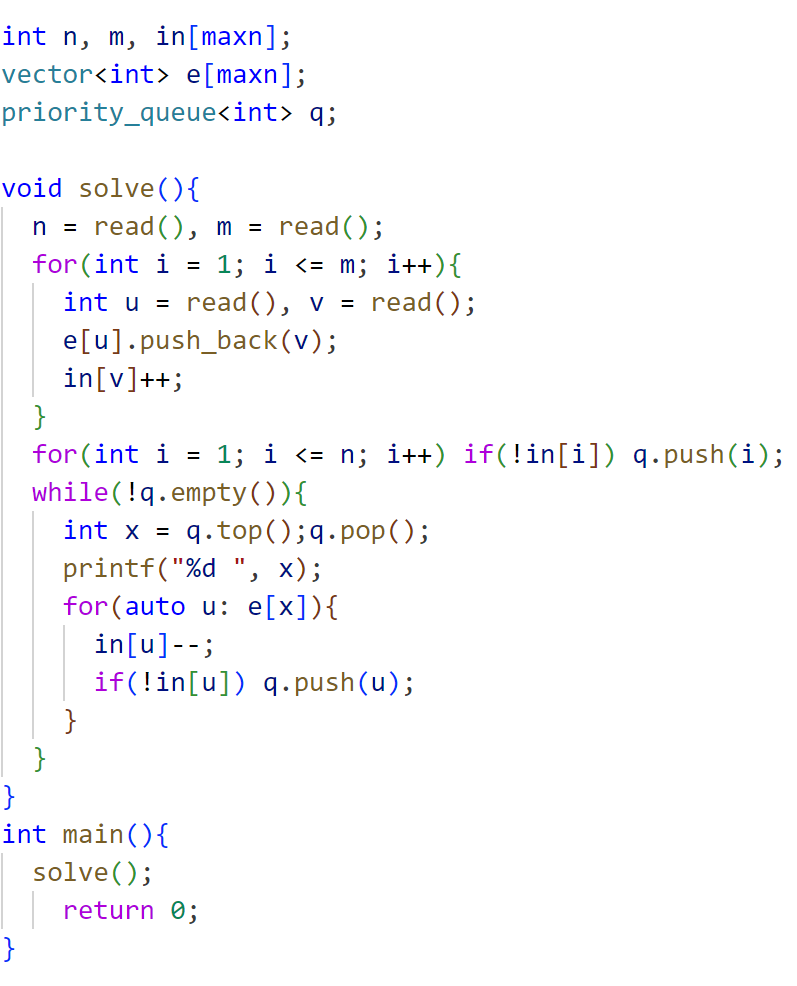 int n, m, in[maxn];
vector<int> e[maxn];
priority_queue<int> q;

void solve(){
  n = read(), m = read();
  for(int i = 1; i <= m; i++){
    int u = read(), v = read();
    e[u].push_back(v);
    in[v]++;
  }
  for(int i = 1; i <= n; i++) if(!in[i]) q.push(i);
  while(!q.empty()){
    int x = q.top();q.pop();
    printf("%d ", x);
    for(auto u: e[x]){
      in[u]--;
      if(!in[u]) q.push(u);
    }
  }
}
int main(){
  solve();
    return 0;
}